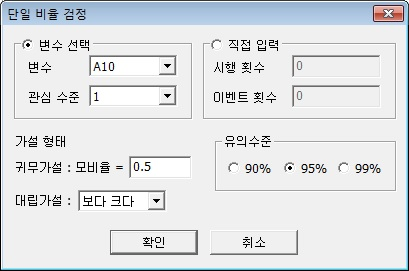 단일 비율 검정
변수 선택
변수 A10
관심 수준 1
직접 입력
시행 횟수 0
이벤트 횟수 0
가설 형태
귀무가설 : 모비율 = 0.5
대립가설 : 보다 크다
유의수준
90% 95% 99%
확인 취소